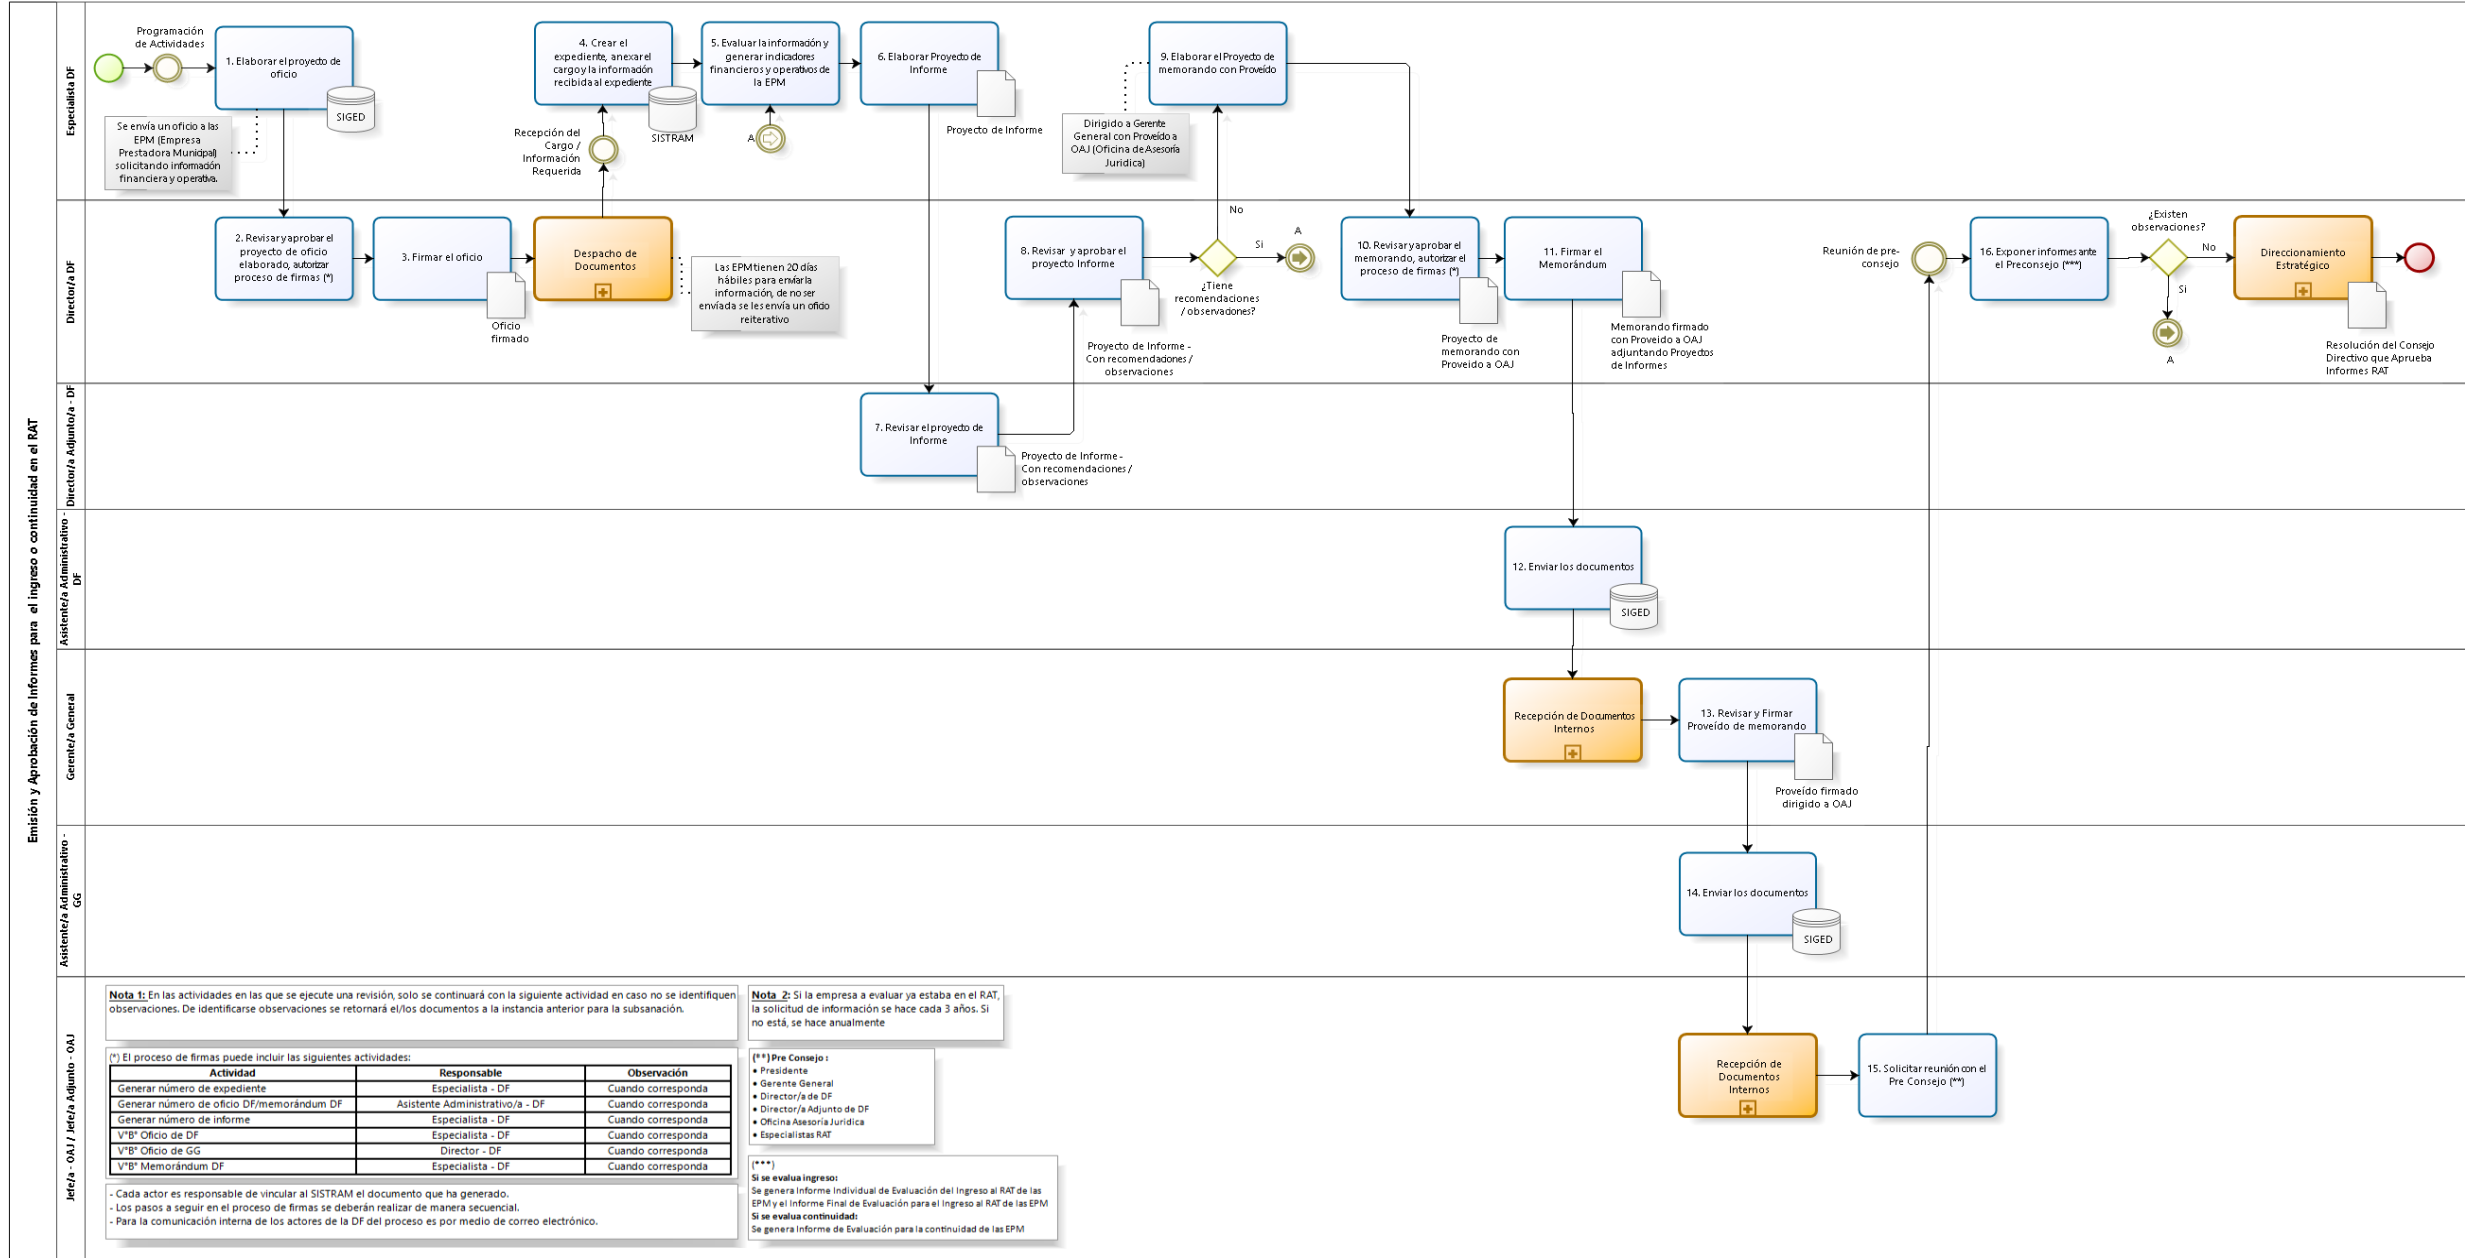 Emisión y Aprobación de Informes para el ingreso o continuidad en el RAT
Especialista DF
Programación
de Actividades
1. Elaborar el proyecto de
oficio
SIGED
Se envía un oficio a las
EPM (Empresa
Prestadora Municipal)
solicitando información
financiera y operativa.
4. Crear el
expediente, anexar el
cargo y la información
recibida al expediente
SISTRAM
Recepción del
Cargo /
Información
Requerida
5. Evaluar la información y
generar indicadores
financieros y operativos de
la EPM
A
6. Elaborar Proyecto de
Informe
Proyecto de Informe
9. Elaborar el Proyecto de
memorando con Proveído
Dirigido a Gerente
General con Proveído a
OAJ (Oficina de Asesoría
Juridica)
Director/a DF
2. Revisar y aprobar el
proyecto de oficio
elaborado, autorizar
proceso de firmas (*)
3. Firmar el oficio
Oficio
firmado
Despacho de
Documentos
Las EPM tienen 20 días
hábiles para envíar la
información, de no ser
envíada se les envía un oficio
reiterativo
8. Revisar y aprobar el
proyecto Informe
Proyecto de Informe -
Con recomendaciones /
observaciones
No
Si
A
¿Tiene
recomendaciones
/ observaciones?
10. Revisar y aprobar el
memorando, autorizar el
proceso de firmas (*)
Proyecto de
memorando con
Proveido a OAJ
11. Firmar el
Memorándum
Memorando firmado
con Proveido a OAJ
adjuntando Proyectos
de Informes
Reunión de pre-
consejo
16. Exponer informes ante
el Preconsejo (***)
¿Existen
observaciones?
No
Si
A
Direccionamiento
Estratégico
Resolución del Consejo
Directivo que Aprueba
Informes RAT
Director/a Adjunto/a - DF
7. Revisar el proyecto de
Informe
Proyecto de Informe -
Con recomendaciones /
observaciones
Asistente/a Administrativo -
DF
12. Enviar los documentos
SIGED
Gerente/a General
Recepción de Documentos
Internos
13. Revisar y Firmar
Proveído de memorando
Proveído firmado
dirigido a OAJ
Asistente/a Administrativo -
GG
14. Enviar los documentos
SIGED
Jefe/a - OAJ / Jefe/a Adjunto - OAJ
Recepción de
Documentos
Internos
15. Solicitar reunión con el
Pre Consejo (**)
Nota 1: En las actividades en las que se ejecute una revisión, solo se continuará con la siguiente actividad en caso no se identifiquen
observaciones. De identificarse observaciones se retornará el/los documentos a la instancia anterior para la subsanación.
Nota 2: Si la empresa a evaluar ya estaba en el RAT,
la solicitud de información se hace cada 3 años. Si
no está, se hace anualmente
(*) El proceso de firmas puede incluir las siguientes actividades:
Actividad Responsable Observación
Generar número de expediente Especialista - DF Cuando corresponda
Generar número de oficio DF/memorándum DF Asistente Administrativo/a - DF Cuando corresponda
Generar número de informe Especialista - DF Cuando corresponda
V°B° Oficio de DF Especialista - DF Cuando corresponda
V°B° Oficio de GG Director - DF Cuando corresponda
V°B° Memorándum DF Especialista - DF Cuando corresponda
- Cada actor es responsable de vincular al SISTRAM el documento que ha generado.
- Los pasos a seguir en el proceso de firmas se deberán realizar de manera secuencial.
- Para la comunicación interna de los actores de la DF del proceso es por medio de correo electrónico.
(**) Pre Consejo :
• Presidente
• Gerente General
• Director/a de DF
• Director/a Adjunto de DF
• Oficina Asesoría Juridica
• Especialistas RAT
(***)
Si se evalua ingreso:
Se genera Informe Individual de Evaluación del Ingreso al RAT de las
EPM y el Informe Final de Evaluación para el Ingreso al RAT de las EPM
Si se evalua continuidad:
Se genera Informe de Evaluación para la continuidad de las EPM